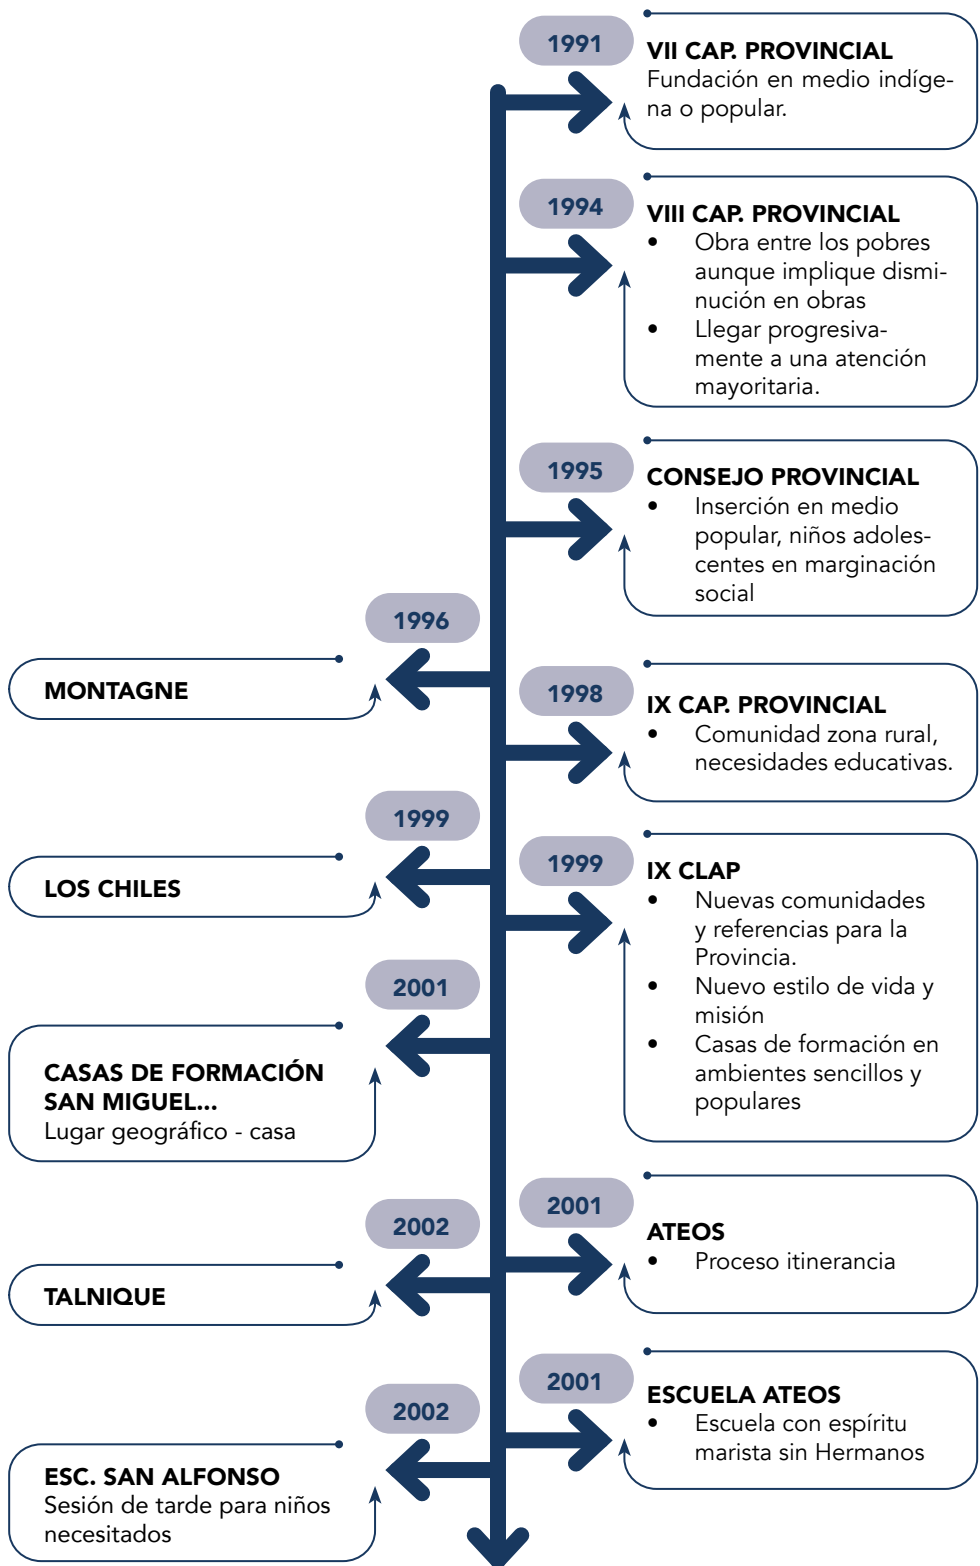 1991
VII CAP. PROVINCIAL
Fundación en medio indíge-
na o popular.
1994
VIII CAP. PROVINCIAL
• Obra entre los pobres
aunque implique dismi-
nución en obras
• Llegar progresiva-
mente a una atención
mayoritaria.
1995
CONSEJO PROVINCIAL
• Inserción en medio
popular, niños adoles-
centes en marginación
social
1996
MONTAGNE
1998
IX CAP. PROVINCIAL
• Comunidad zona rural,
necesidades educativas.
1999
LOS CHILES
1999
IX CLAP
• Nuevas comunidades
y referencias para la
Provincia.
• Nuevo estilo de vida y
misión
• Casas de formación en
ambientes sencillos y
populares
2001
CASAS DE FORMACIÓN
SAN MIGUEL...
Lugar geográfico - casa
2001
ATEOS
• Proceso itinerancia
2002
TALNIQUE
2001
ESCUELA ATEOS
• Escuela con espíritu
marista sin Hermanos
2002
ESC. SAN ALFONSO
Sesión de tarde para niños
necesitados